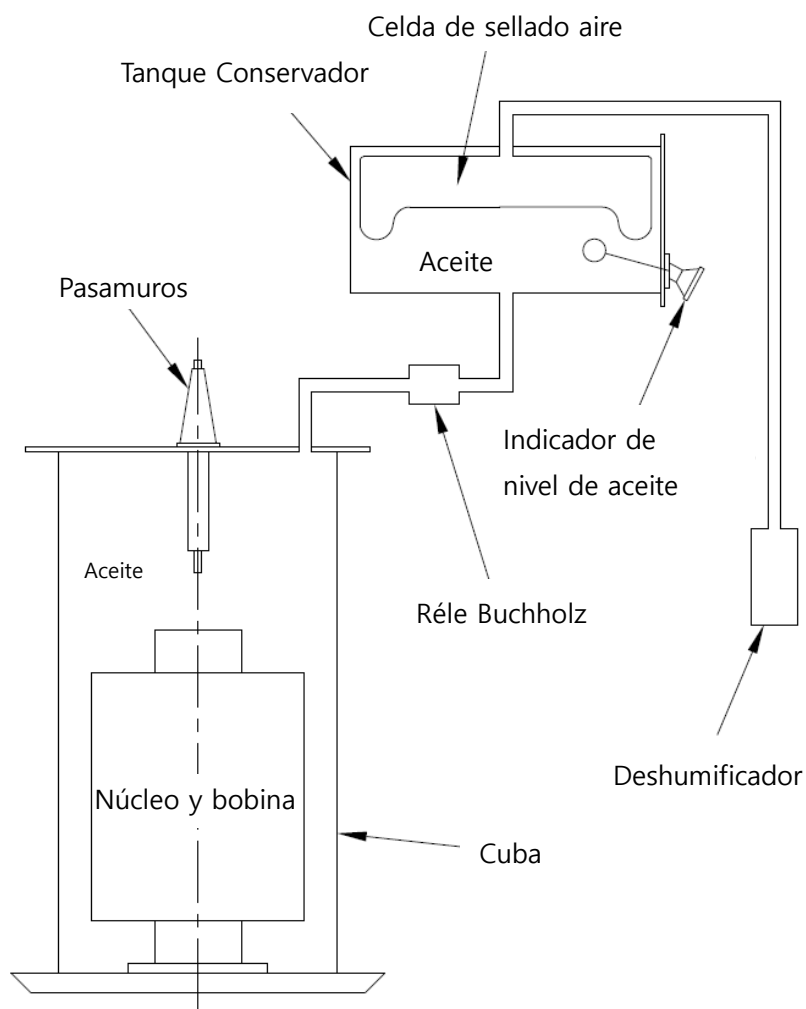 Celda de sellado aire
Tanque Conservador
Aceite
Pasamuros
Indicador de
nivel de aceite
Aceite
Réle Buchholz
Deshumificador
Núcleo y bobina
Cuba